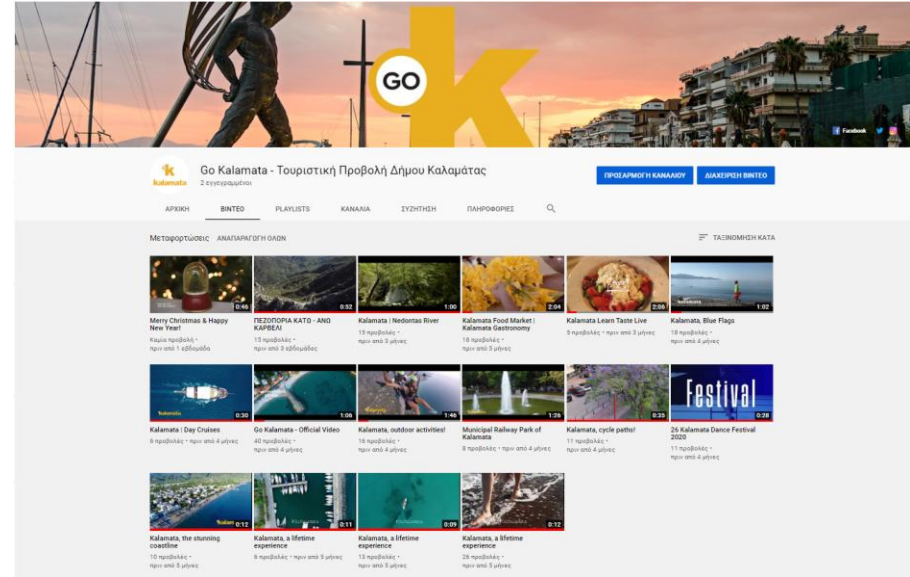 GO
k
Facebook
k
kalamata
Go Kalamata - Τουριστική Προβολή Δήμου Καλαμάτας
2 εγγεγραμμένοι
ΠΡΟΣΑΡΜΟΓΗ ΚΑΝΑΛΙΟΥ
ΔΙΑΧΕΙΡΙΣΗ ΒΙΝΤΕΟ
ΑΡΧΙΚΗ
ΒΙΝΤΕΟ
PLAYLISTS
ΚΑΝΑΛΙΑ
ΣΥΖΗΤΗΣΗ
ΠΛΗΡΟΦΟΡΙΕΣ
Μεταφορτώσεις ΑΝΑΠΑΡΑΓΩΓΗ ΟΛΩΝ
ΤΑΞΙΝΟΜΗΣΗ ΚΑΤΑ
0:46
Merry Christmas & Happy
New Year!
Καμία προβολή •
πριν από 1 εβδομάδα
0:52
ΠΕΖΟΠΟΡΙΑ ΚΑΤΩ - ΑΝΩ
ΚΑΡΒΕΛΙ
15 προβολές •
πριν από 3 εβδομάδες
1:00
Kalamata | Nedontas River
15 προβολές •
πριν από 3 μήνες
2:04
Kalamata Food Market |
Kalamata Gastronomy
18 προβολές •
πριν από 3 μήνες
2:06
Kalamata Learn Taste Live
9 προβολές • πριν από 3 μήνες
1:02
Kalamata, Blue Flags
18 προβολές •
πριν από 4 μήνες
kalamata
0:30
Kalamata | Day Cruises
6 προβολές • πριν από 4 μήνες
1:06
Go Kalamata - Official Video
40 προβολές •
πριν από 4 μήνες
1:46
Kalamata, outdoor activities!
16 προβολές •
πριν από 4 μήνες
1:26
Municipal Railway Park of
Kalamata
8 προβολές • πριν από 4 μήνες
0:35
Kalamata, cycle paths!
11 προβολές •
πριν από 4 μήνες
Festival
0:28
26 Kalamata Dance Festival
2020
11 προβολές •
πριν από 4 μήνες
0:12
Kalamata, the stunning
coastline
10 προβολές •
πριν από 5 μήνες
0:11
Kalamata, a lifetime
experience
6 προβολές • πριν από 5 μήνες
0:09
Kalamata, a lifetime
experience
13 προβολές •
πριν από 5 μήνες
0:12
Kalamata, a lifetime
experience
26 προβολές •
πριν από 5 μήνες